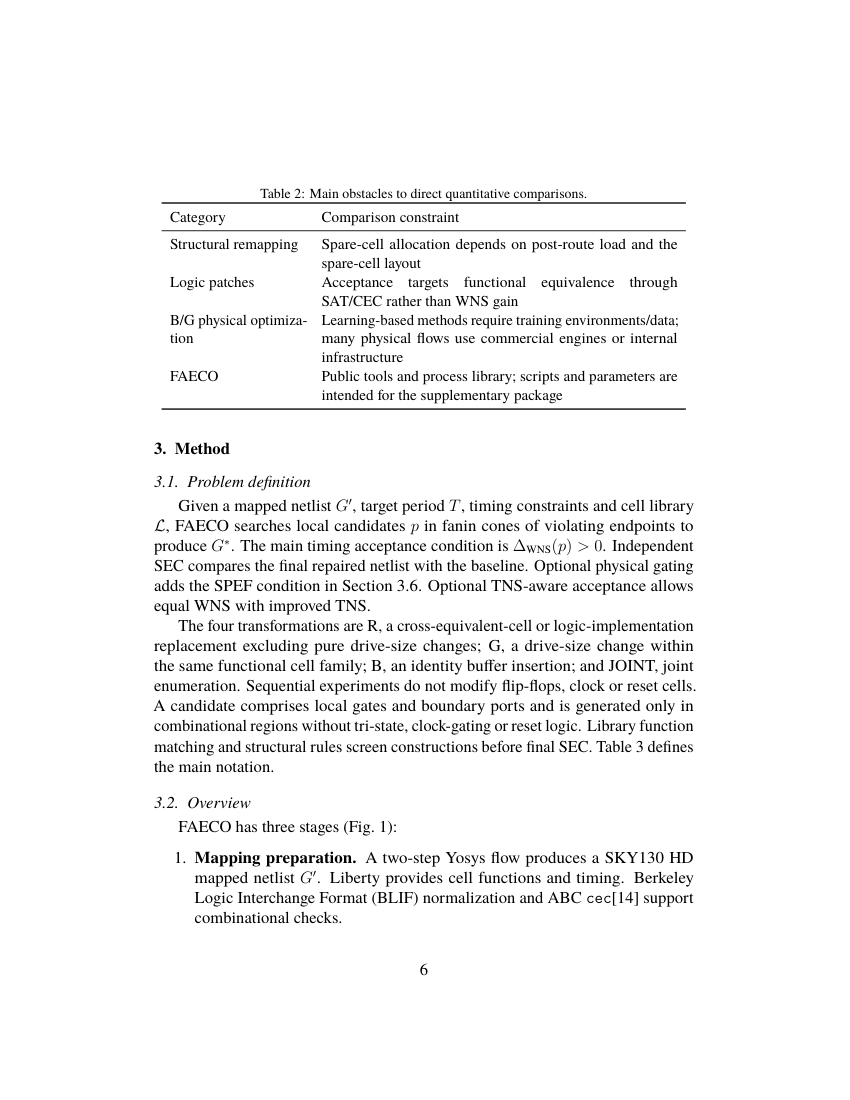 Table 2: Main obstacles to direct quantitative comparisons.
Category Comparison constraint
Structural remapping Spare-cell allocation depends on post-route load and the
spare-cell layout
Logic patches Acceptance targets functional equivalence through
SAT/CEC rather than WNS gain
B/G physical optimiza- Learning-based methods require training environments/data;
tion many physical flows use commercial engines or internal
infrastructure
FAECO Public tools and process library; scripts and parameters are
intended for the supplementary package
3. Method
3.1. Problem definition
Given a mapped netlist G′, target period T, timing constraints and cell library
ℒ, FAECO searches local candidates p in fanin cones of violating endpoints to
produce G*. The main timing acceptance condition is Δ_WNS(p) > 0. Independent
SEC compares the final repaired netlist with the baseline. Optional physical gating
adds the SPEF condition in Section 3.6. Optional TNS-aware acceptance allows
equal WNS with improved TNS.
The four transformations are R, a cross-equivalent-cell or logic-implementation
replacement excluding pure drive-size changes; G, a drive-size change within
the same functional cell family; B, an identity buffer insertion; and JOINT, joint
enumeration. Sequential experiments do not modify flip-flops, clock or reset cells.
A candidate comprises local gates and boundary ports and is generated only in
combinational regions without tri-state, clock-gating or reset logic. Library function
matching and structural rules screen constructions before final SEC. Table 3 defines
the main notation.
3.2. Overview
FAECO has three stages (Fig. 1):
1. Mapping preparation. A two-step Yosys flow produces a SKY130 HD
mapped netlist G′. Liberty provides cell functions and timing. Berkeley
Logic Interchange Format (BLIF) normalization and ABC cec[14] support
combinational checks.
6